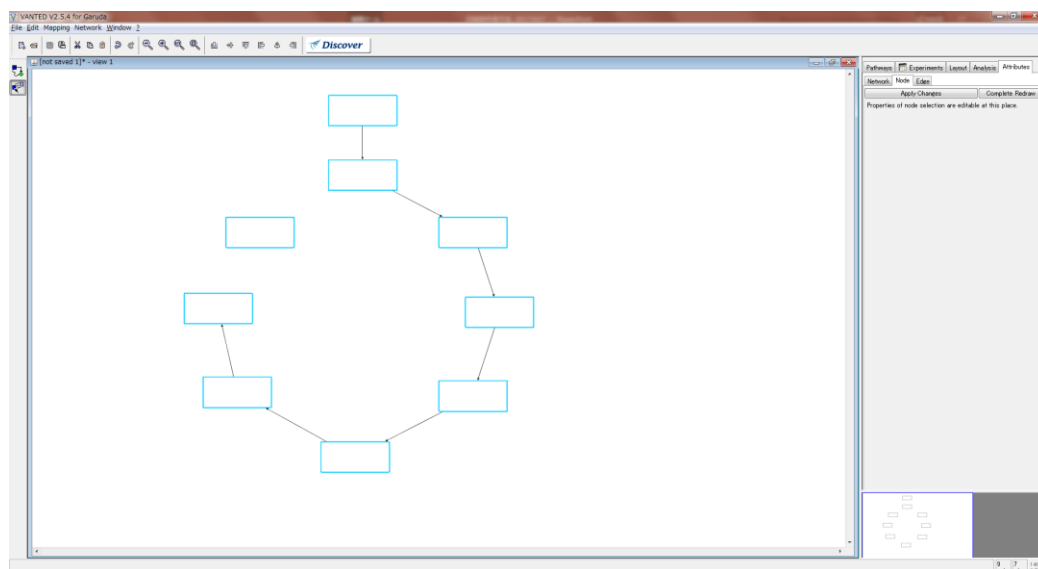 VANTED V2.5.4 for Garuda
File Edit Mapping Network Window ?
Discover
[not saved 1]* - view 1
Pathways Experiments Layout Analysis Attributes
Network Node Edge
Apply Changes Complete Redraw
Properties of node selection are editable at this place.
9 7